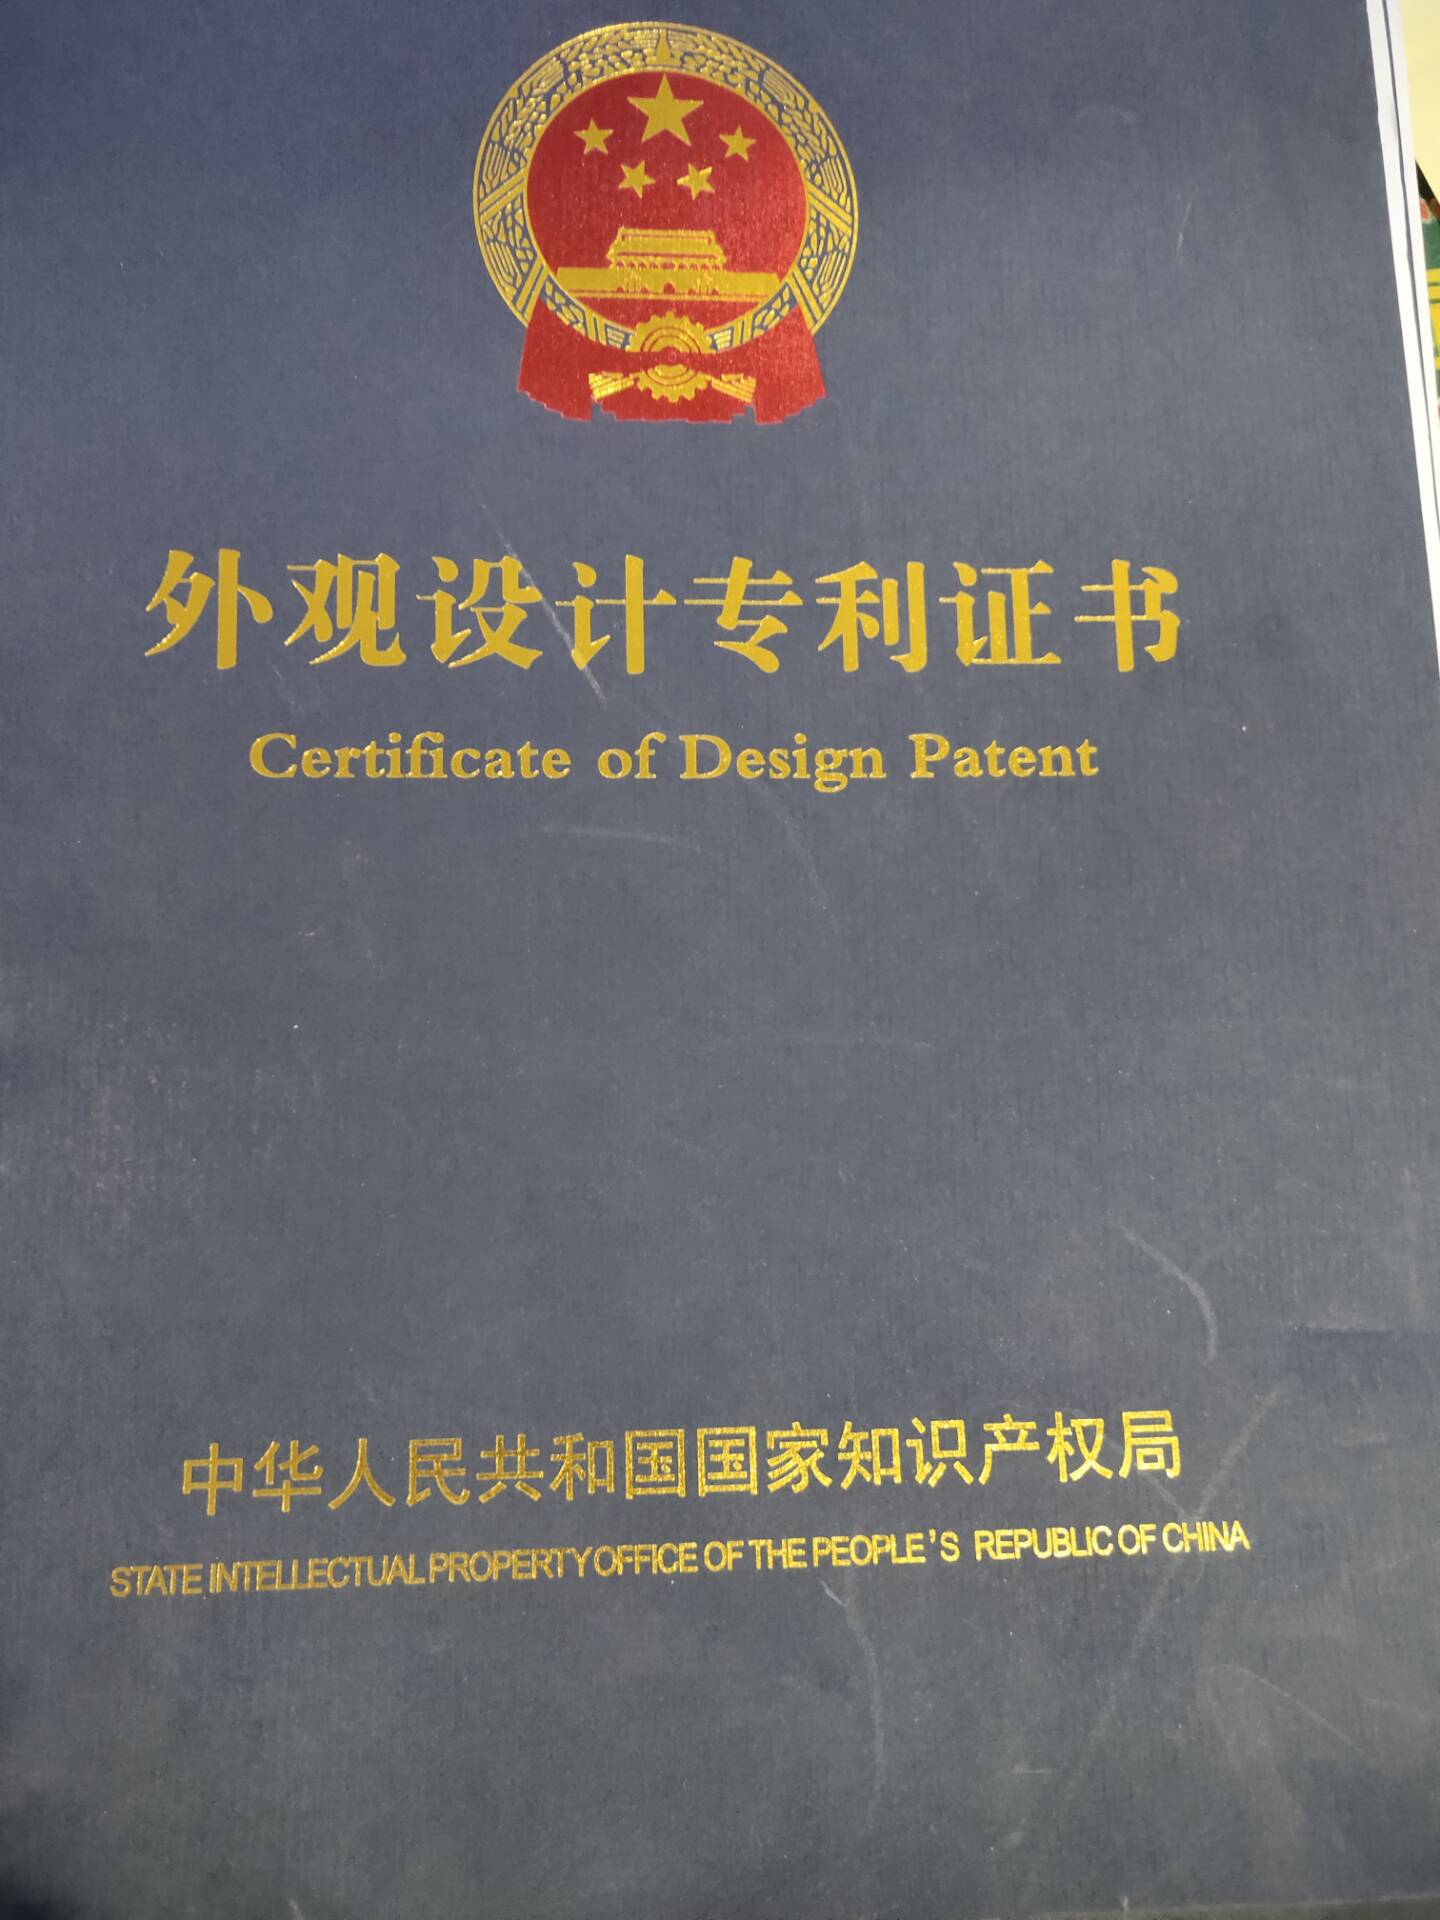 外观设计专利证书
Certificate of Design Patent
中华人民共和国国家知识产权局
STATE INTELLECTUAL PROPERTY OFFICE OF THE PEOPLE'S REPUBLIC OF CHINA